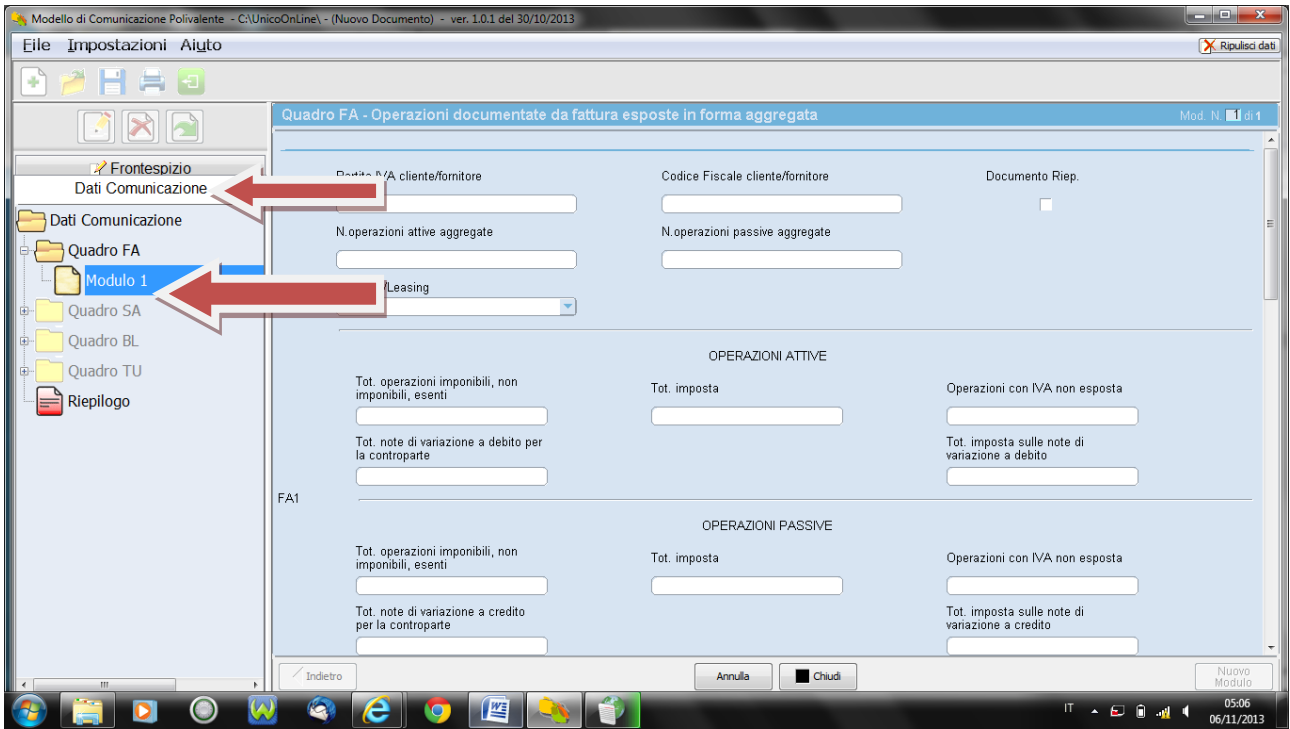 Modello di Comunicazione Polivalente - C:\UnicoOnLine\ - (Nuovo Documento) - ver. 1.0.1 del 30/10/2013
File Impostazioni Aiuto
Ripulisci dati
Quadro FA - Operazioni documentate da fattura esposte in forma aggregata
Mod. N. 1 di 1
Frontespizio
Dati Comunicazione
Dati Comunicazione
Quadro FA
Modulo 1
Quadro SA
Quadro BL
Quadro TU
Riepilogo
Partita IVA cliente/fornitore
Codice Fiscale cliente/fornitore
Documento Riep.
N.operazioni attive aggregate
N.operazioni passive aggregate
/Leasing
OPERAZIONI ATTIVE
Tot. operazioni imponibili, non
imponibili, esenti
Tot. imposta
Operazioni con IVA non esposta
Tot. note di variazione a debito per
la controparte
Tot. imposta sulle note di
variazione a debito
FA1
OPERAZIONI PASSIVE
Tot. operazioni imponibili, non
imponibili, esenti
Tot. imposta
Operazioni con IVA non esposta
Tot. note di variazione a credito
per la controparte
Tot. imposta sulle note di
variazione a credito
Indietro
Annulla
Chiudi
Nuovo
Modulo
IT
05:06
06/11/2013